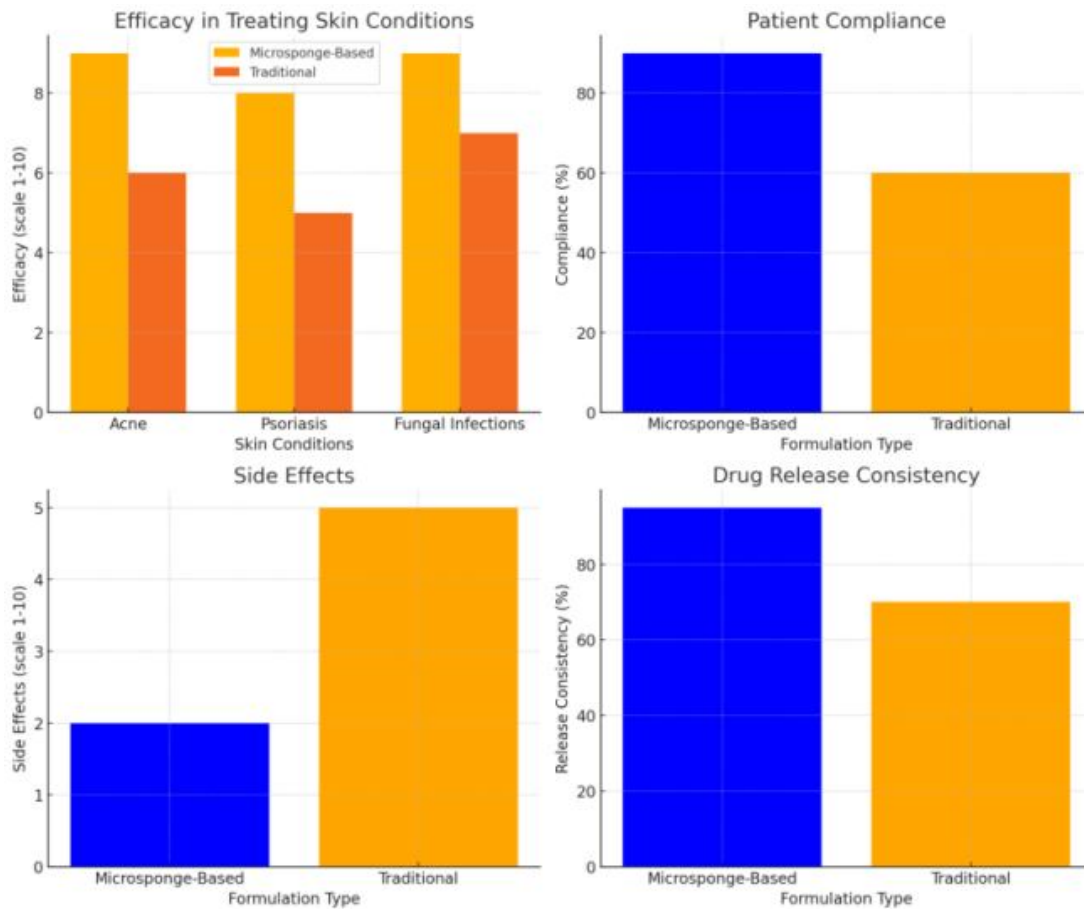 Efficacy in Treating Skin Conditions
Microsponge-Based
Traditional
Efficacy (scale 1-10)
8
6
4
2
0
Acne
Psoriasis
Fungal Infections
Skin Conditions
Patient Compliance
Compliance (%)
80
60
40
20
0
Microsponge-Based
Traditional
Formulation Type
Side Effects
Side Effects (scale 1-10)
5
4
3
2
1
0
Microsponge-Based
Traditional
Formulation Type
Drug Release Consistency
Release Consistency (%)
80
60
40
20
0
Microsponge-Based
Traditional
Formulation Type